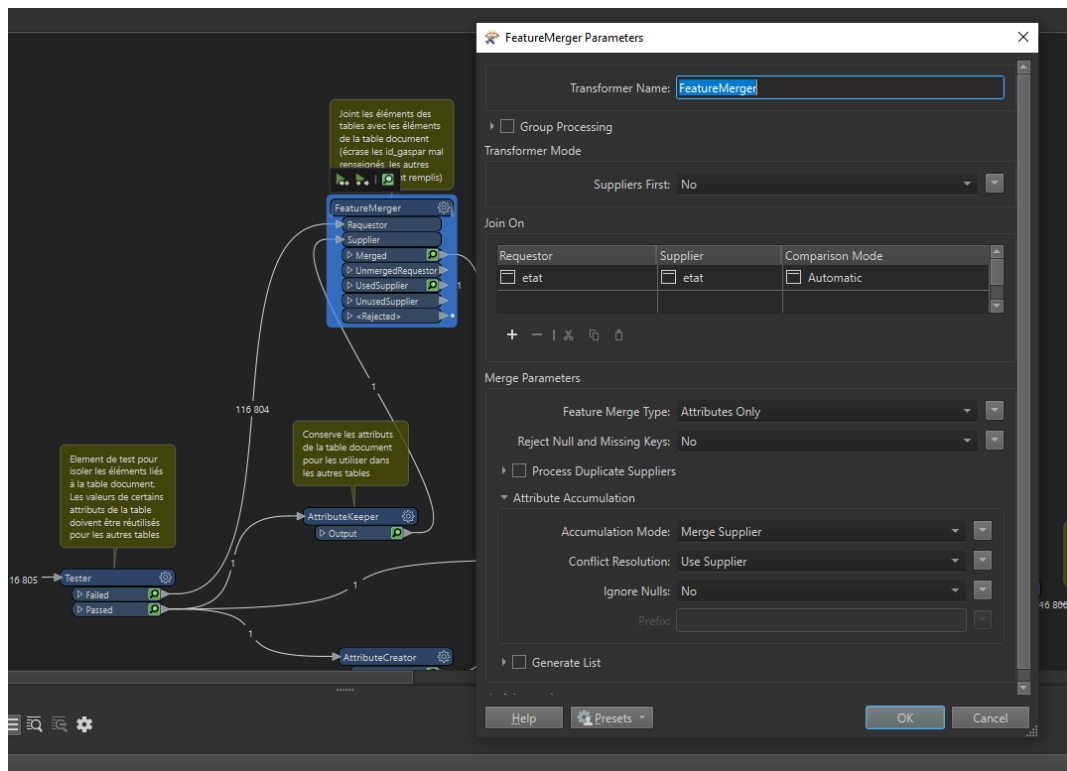 FeatureMerger Parameters
Transformer Name: FeatureMerger
Group Processing
Transformer Mode
Suppliers First: No
Join On
Requestor Supplier Comparison Mode
etat etat Automatic
Merge Parameters
Feature Merge Type: Attributes Only
Reject Null and Missing Keys: No
Process Duplicate Suppliers
Attribute Accumulation
Accumulation Mode: Merge Supplier
Conflict Resolution: Use Supplier
Ignore Nulls: No
Prefix:
Generate List
Help Presets OK Cancel
Joint les éléments des
tables avec les éléments
de la table document
(écrase les id_gaspar mal
renseignés, les autres
nt remplis)
FeatureMerger
Requestor
Supplier
Merged
UnmergedRequestor
UsedSupplier 1
UnusedSupplier
<Rejected>
1
116 804
Conserve les attributs
de la table document
pour les utiliser dans
les autres tables
AttributeKeeper
Output
Element de test pour
isoler les éléments liés
à la table document.
Les valeurs de certains
attributs de la table
doivent être réutilisés
pour les autres tables
16 805 Tester
Failed
Passed
1
1
1
AttributeCreator